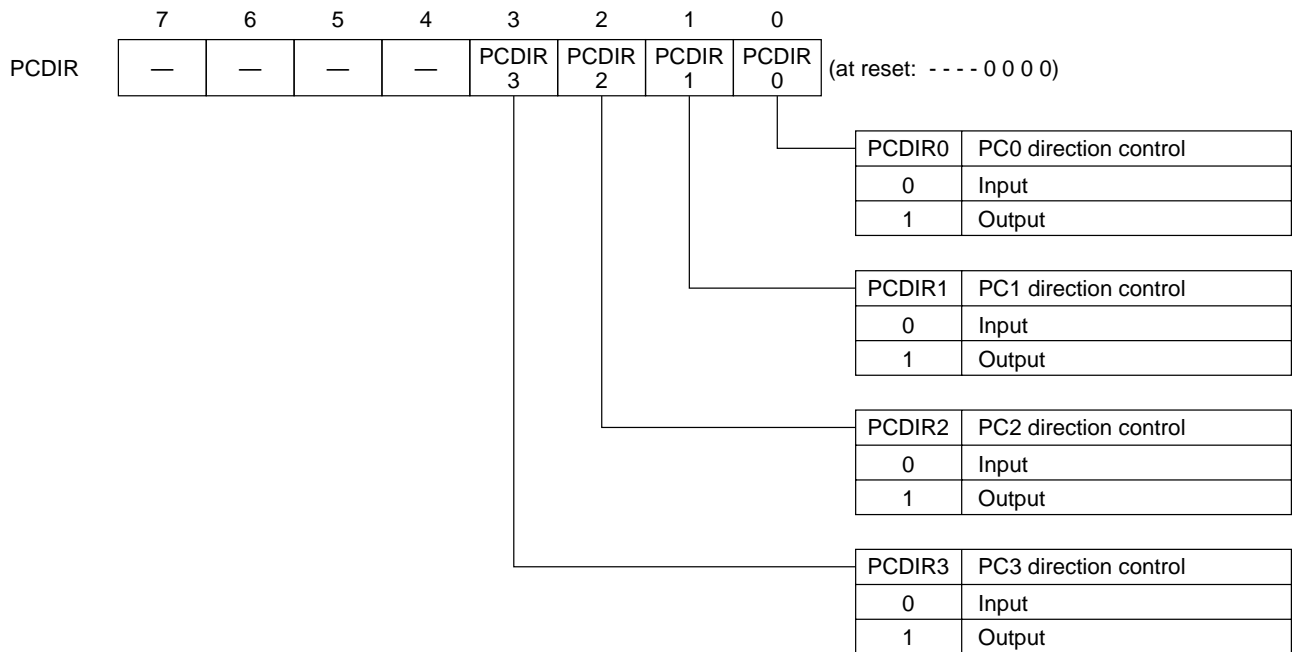 7 6 5 4 3 2 1 0
PCDIR — — — — PCDIR 3 PCDIR 2 PCDIR 1 PCDIR 0 (at reset: - - - - 0 0 0 0)
PCDIR0 PC0 direction control
0 Input
1 Output
PCDIR1 PC1 direction control
0 Input
1 Output
PCDIR2 PC2 direction control
0 Input
1 Output
PCDIR3 PC3 direction control
0 Input
1 Output